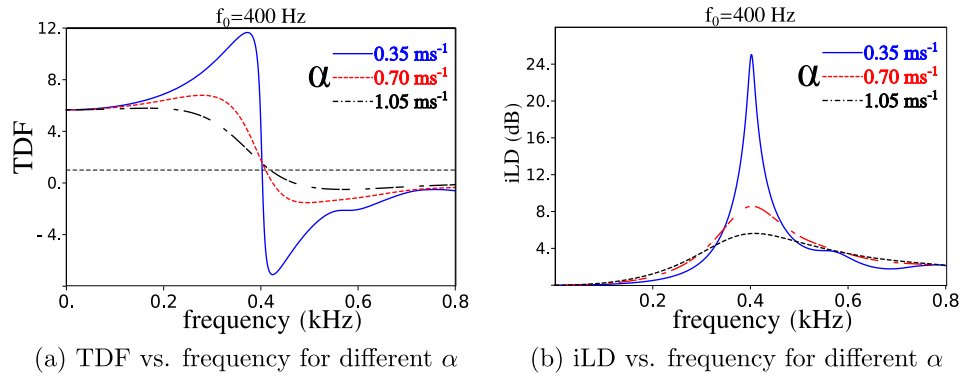 f₀=400 Hz
12.
8.
4.
0.
-4.
TDF
α
0.35 ms⁻¹
0.70 ms⁻¹
1.05 ms⁻¹
0. 0.2 0.4 0.6 0.8
frequency (kHz)
(a) TDF vs. frequency for different α
f₀=400 Hz
24.
20.
16.
12.
8.
4.
iLD (dB)
α
0.35 ms⁻¹
0.70 ms⁻¹
1.05 ms⁻¹
0.2 0.4 0.6 0.8
frequency (kHz)
(b) iLD vs. frequency for different α